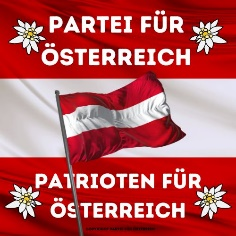 PARTEI FÜR
ÖSTERREICH
PATRIOTEN FÜR
ÖSTERREICH